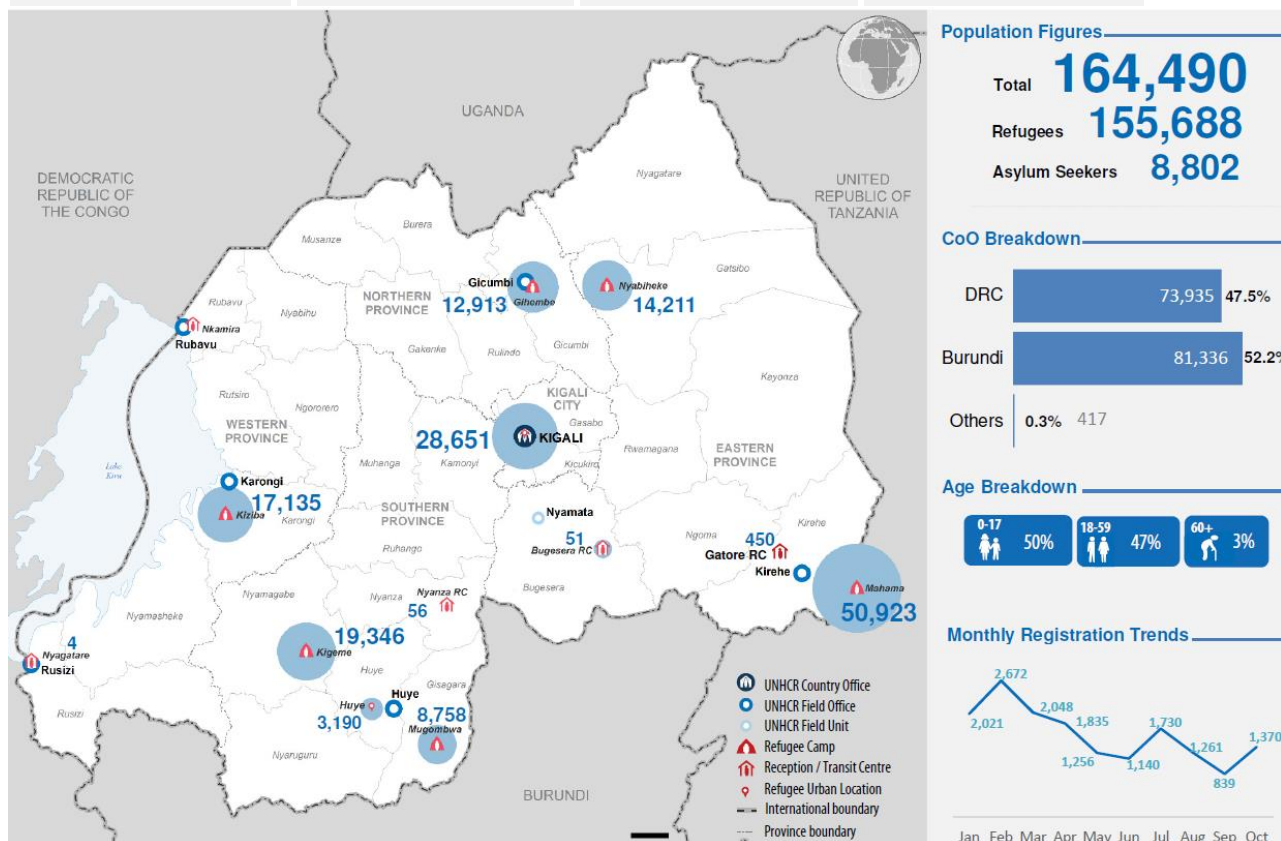 UGANDA
DEMOCRATIC
REPUBLIC OF
THE CONGO
UNITED
REPUBLIC OF
TANZANIA
Nyagatare
Burera
Musanze
Gatsibo
Gicumbi
12,913
Gihembe
Nyabiheke
14,211
NORTHERN
PROVINCE
Rubavu
Nyabihu
Nkamira
Rubavu
Gakenke
Rulindo
Gicumbi
Kayonza
Rutsiro
Ngororero
WESTERN
PROVINCE
KIGALI
CITY
Gasabo
28,651
KIGALI
Kicukiro
Rwamagana
EASTERN
PROVINCE
Muhanga
Kamonyi
Lake
Kivu
Karongi
17,135
Kiziba
Karongi
SOUTHERN
PROVINCE
Ruhango
Nyamata
51
Bugesera RC
Bugesera
Ngoma
Kirehe
450
Gatore RC
Kirehe
Mahama
50,923
Nyamasheke
Nyamagabe
Nyanza
Nyanza RC
56
4
Nyagatare
Rusizi
Rusizi
19,346
Kigeme
Huye
Gisagara
Huye
Huye
3,190
8,758
Mugombwa
Nyaruguru
BURUNDI
UNHCR Country Office
UNHCR Field Office
UNHCR Field Unit
Refugee Camp
Reception / Transit Centre
Refugee Urban Location
International boundary
Province boundary
Population Figures
Total 164,490
Refugees 155,688
Asylum Seekers 8,802
CoO Breakdown
DRC 73,935 47.5%
Burundi 81,336 52.2%
Others 0.3% 417
Age Breakdown
0-17 50% 18-59 47% 60+ 3%
Monthly Registration Trends
2,672
2,021
2,048
1,835
1,256
1,140
1,730
1,261
839
1,370
Jan Feb Mar Apr May Jun Jul Aug Sep Oct